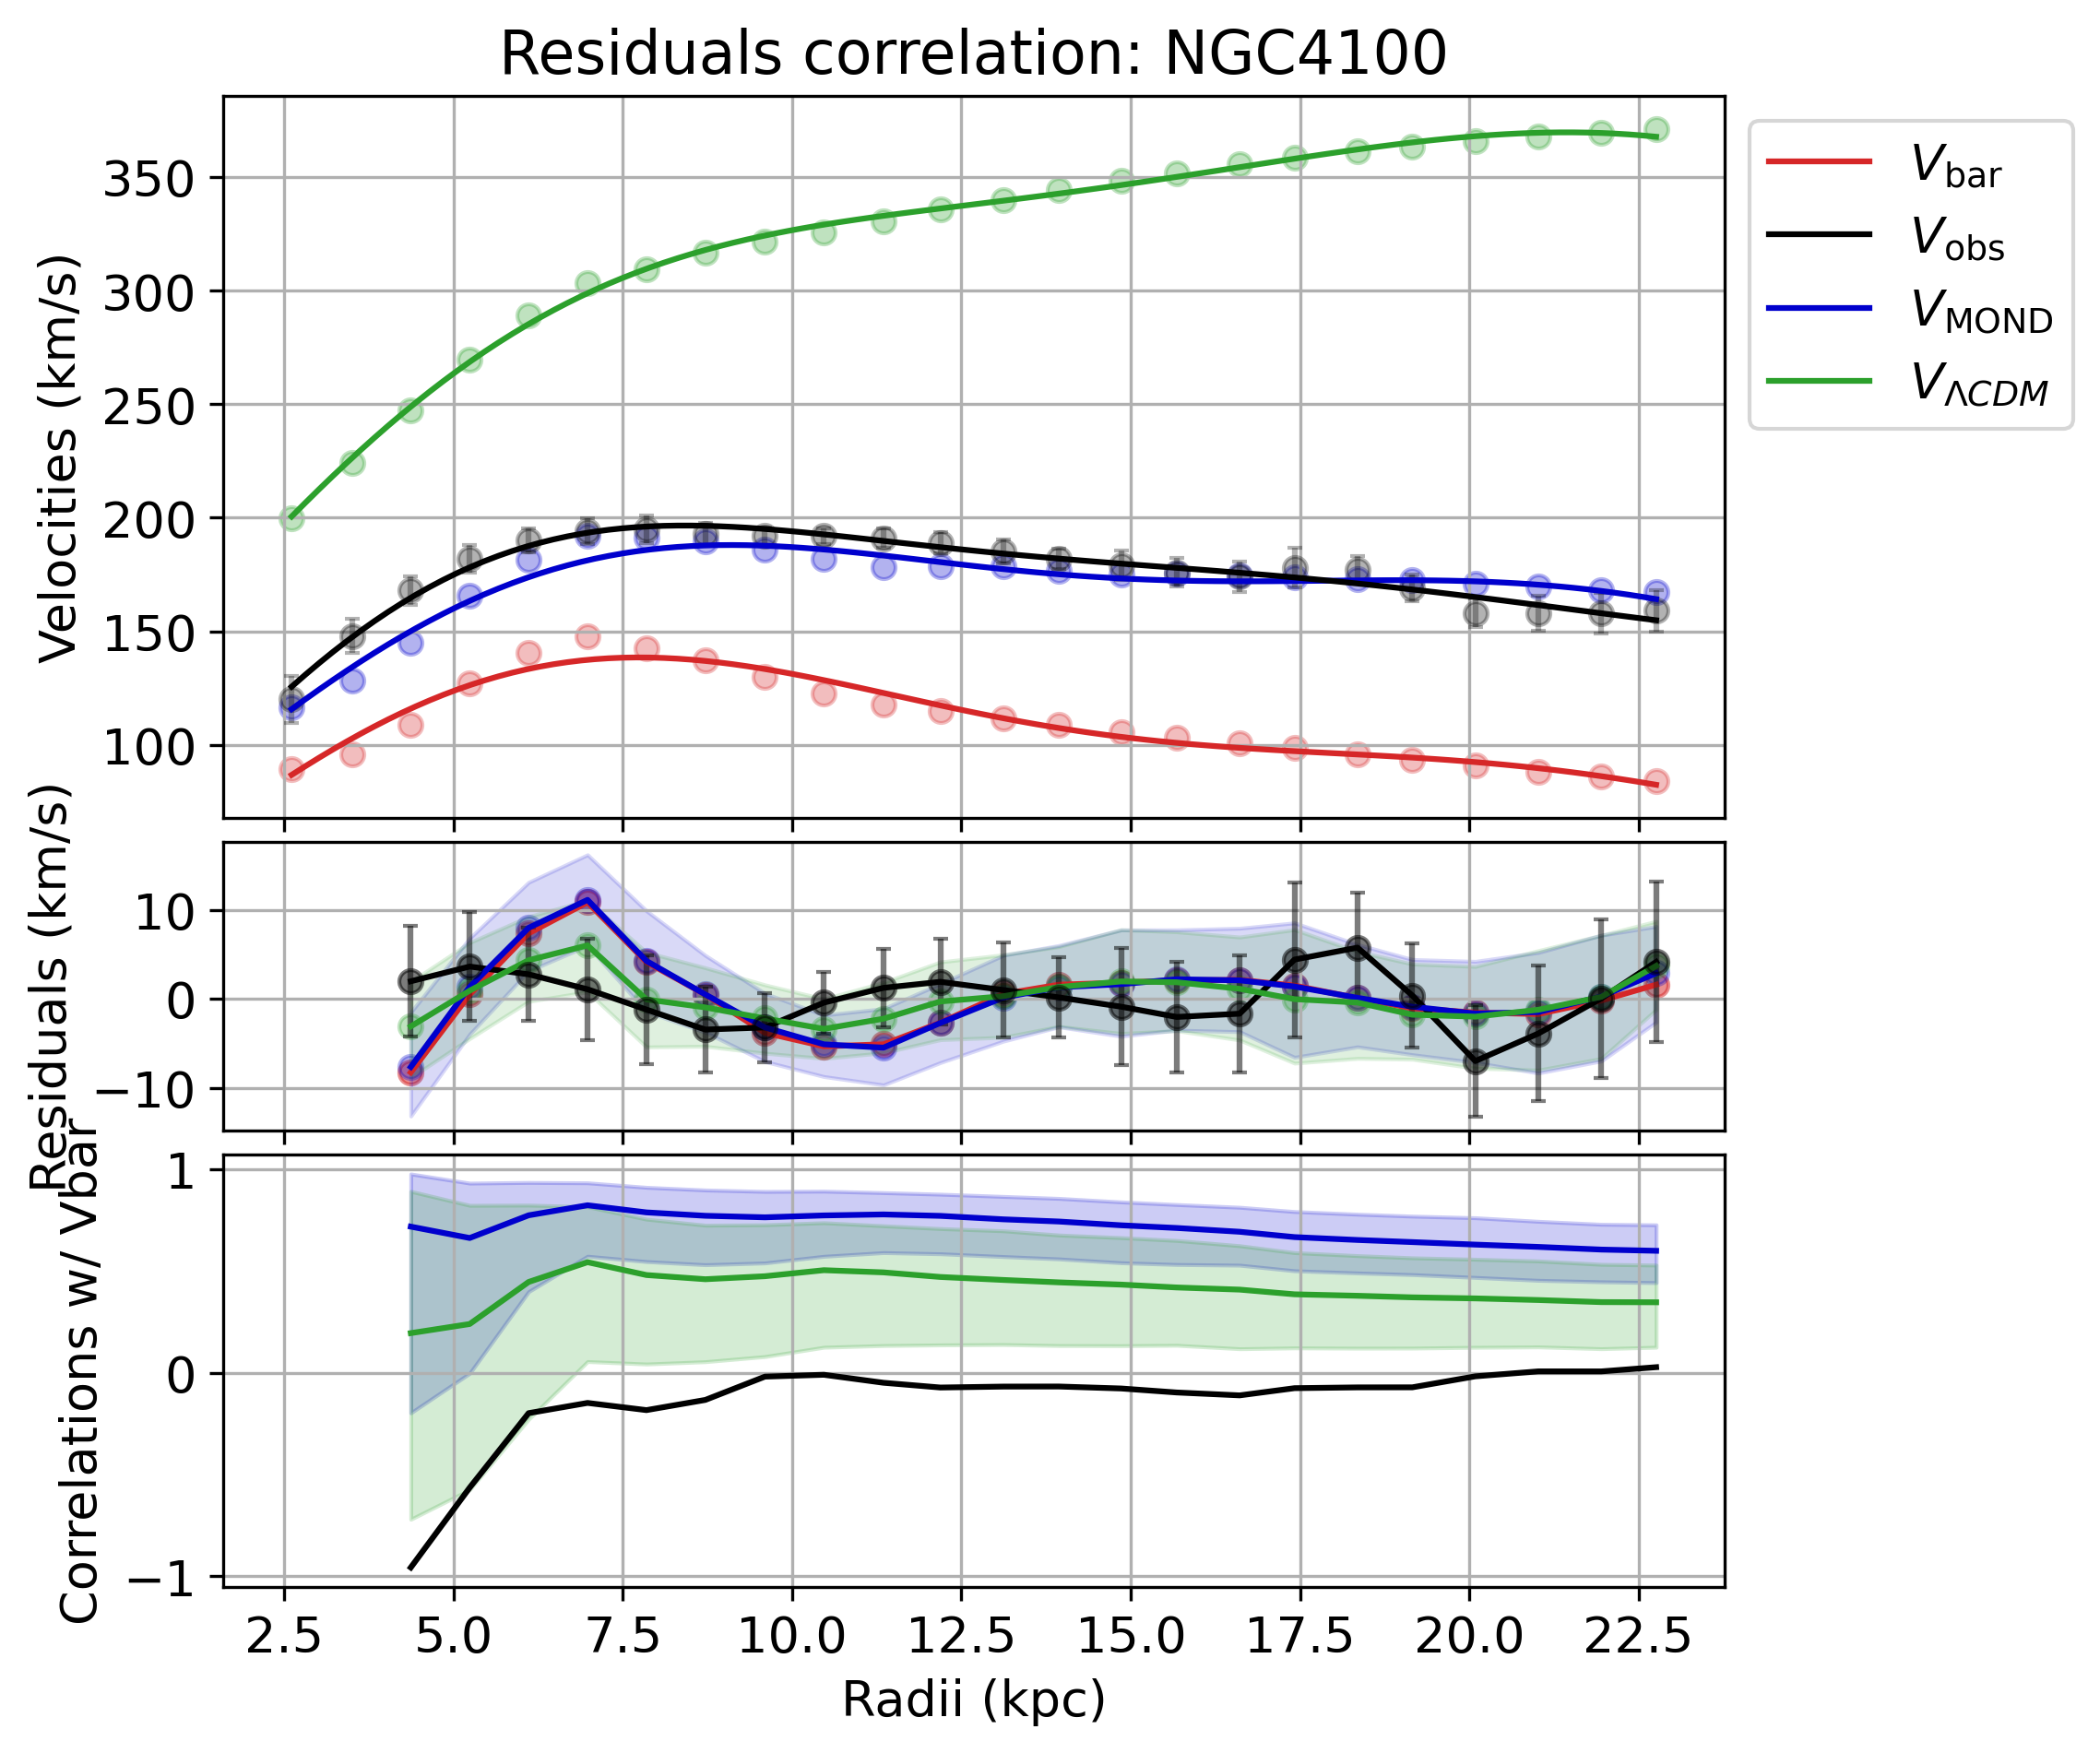 Residuals correlation: NGC4100
Velocities (km/s)
350
300
250
200
150
100
V_bar
V_obs
V_MOND
V_ΛCDM
Residuals (km/s)
10
0
−10
Correlations w/ Vbar
1
0
−1
2.5 5.0 7.5 10.0 12.5 15.0 17.5 20.0 22.5
Radii (kpc)